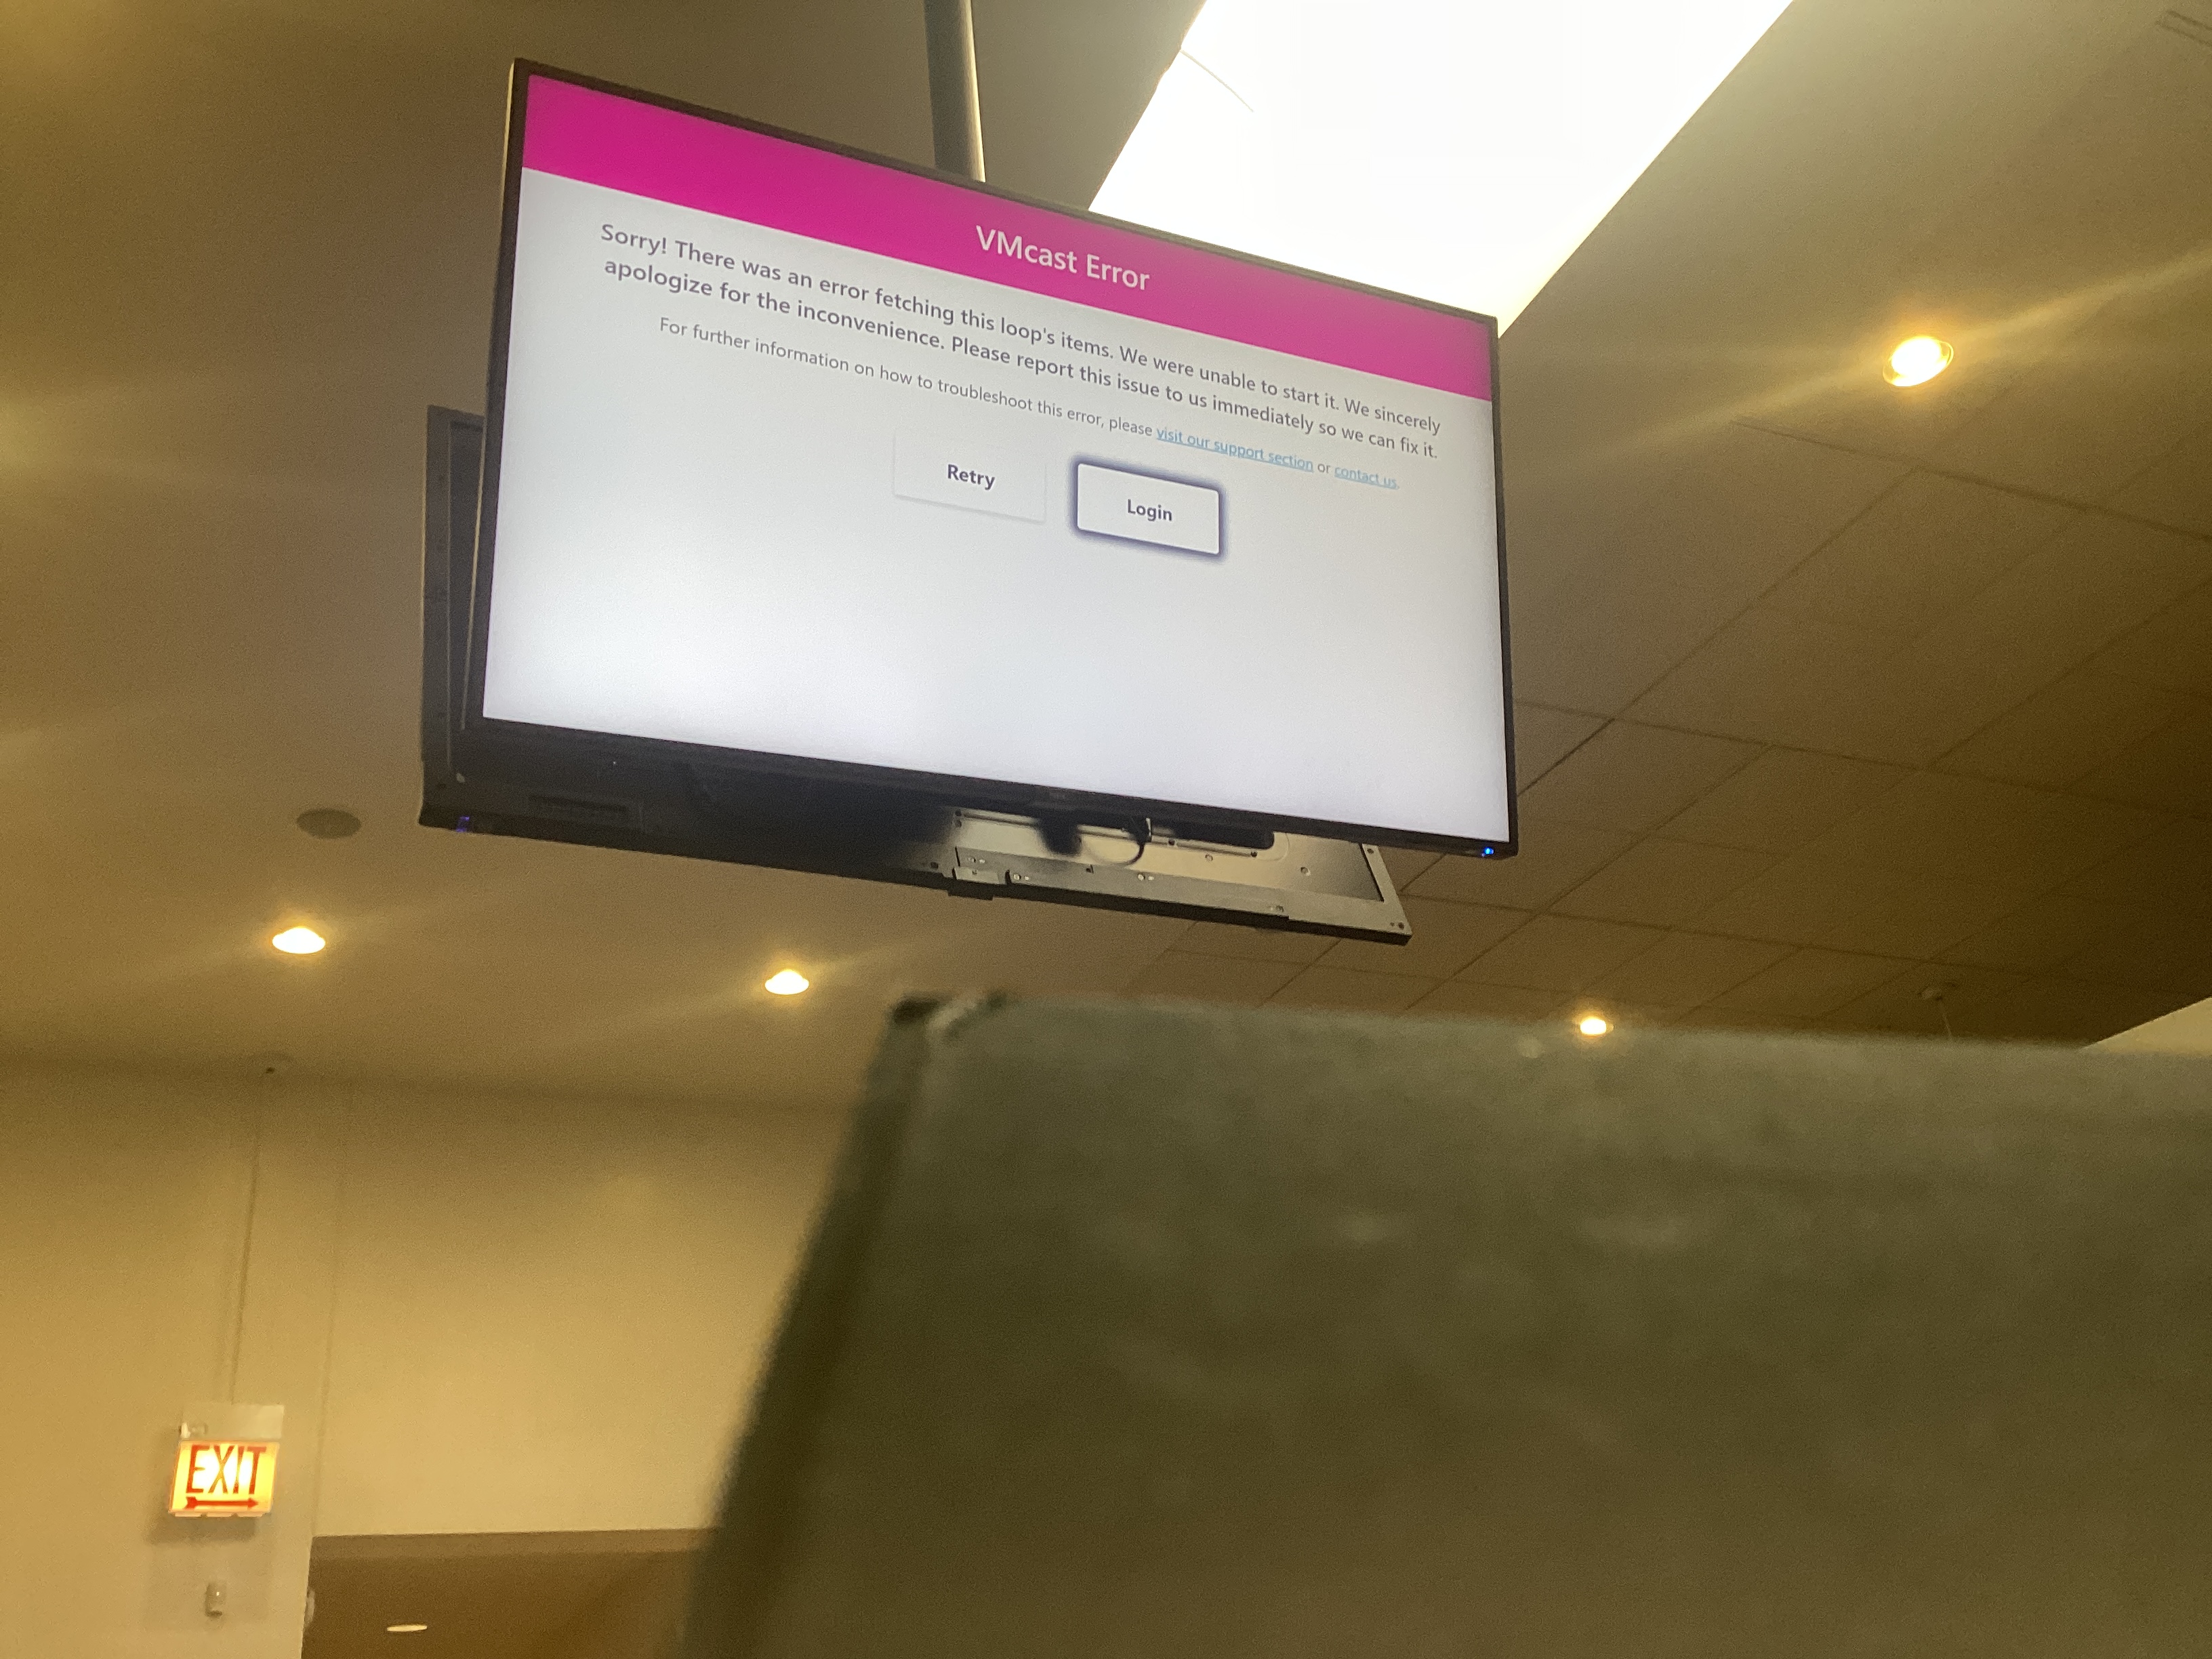 VMcast Error
Sorry! There was an error fetching this loop's items. We were unable to start it. We sincerely
apologize for the inconvenience. Please report this issue to us immediately so we can fix it.
For further information on how to troubleshoot this error, please visit our support section or contact us.
Retry
Login
EXIT